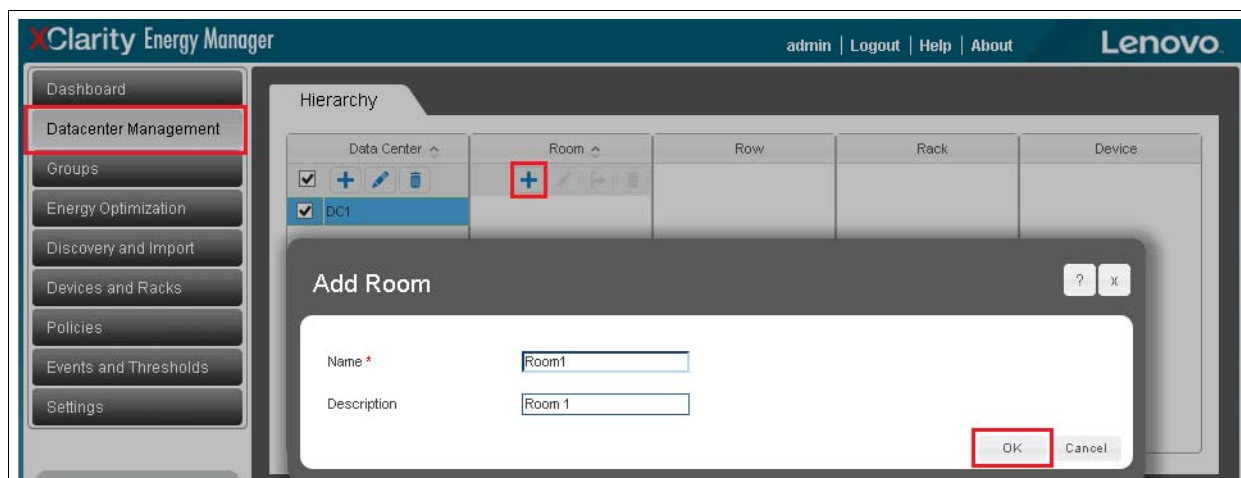 XClarity Energy Manager
admin | Logout | Help | About
Lenovo.
Dashboard
Datacenter Management
Groups
Energy Optimization
Discovery and Import
Devices and Racks
Policies
Events and Thresholds
Settings
Hierarchy
Data Center
Room
Row
Rack
Device
DC1
Add Room
? x
Name *
Room1
Description
Room 1
OK
Cancel